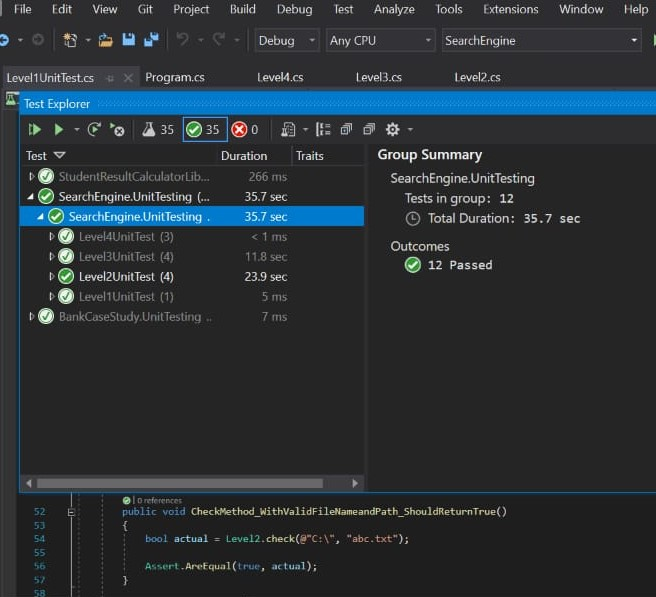 File Edit View Git Project Build Debug Test Analyze Tools Extensions Window Help
Debug Any CPU SearchEngine
Level1UnitTest.cs Program.cs Level4.cs Level3.cs Level2.cs
Test Explorer
35 35 0
Test Duration Traits
StudentResultCalculatorLib... 266 ms
SearchEngine.UnitTesting (... 35.7 sec
SearchEngine.UnitTesting . 35.7 sec
Level4UnitTest (3) < 1 ms
Level3UnitTest (4) 11.8 sec
Level2UnitTest (4) 23.9 sec
Level1UnitTest (1) 5 ms
BankCaseStudy.UnitTesting .. 7 ms
Group Summary
SearchEngine.UnitTesting
Tests in group: 12
Total Duration: 35.7 sec
Outcomes
12 Passed
0 references
52 public void CheckMethod_WithValidFileNameandPath_ShouldReturnTrue()
53 {
54 bool actual = Level2.check(@"C:\", "abc.txt");
55
56 Assert.AreEqual(true, actual);
57 }
58